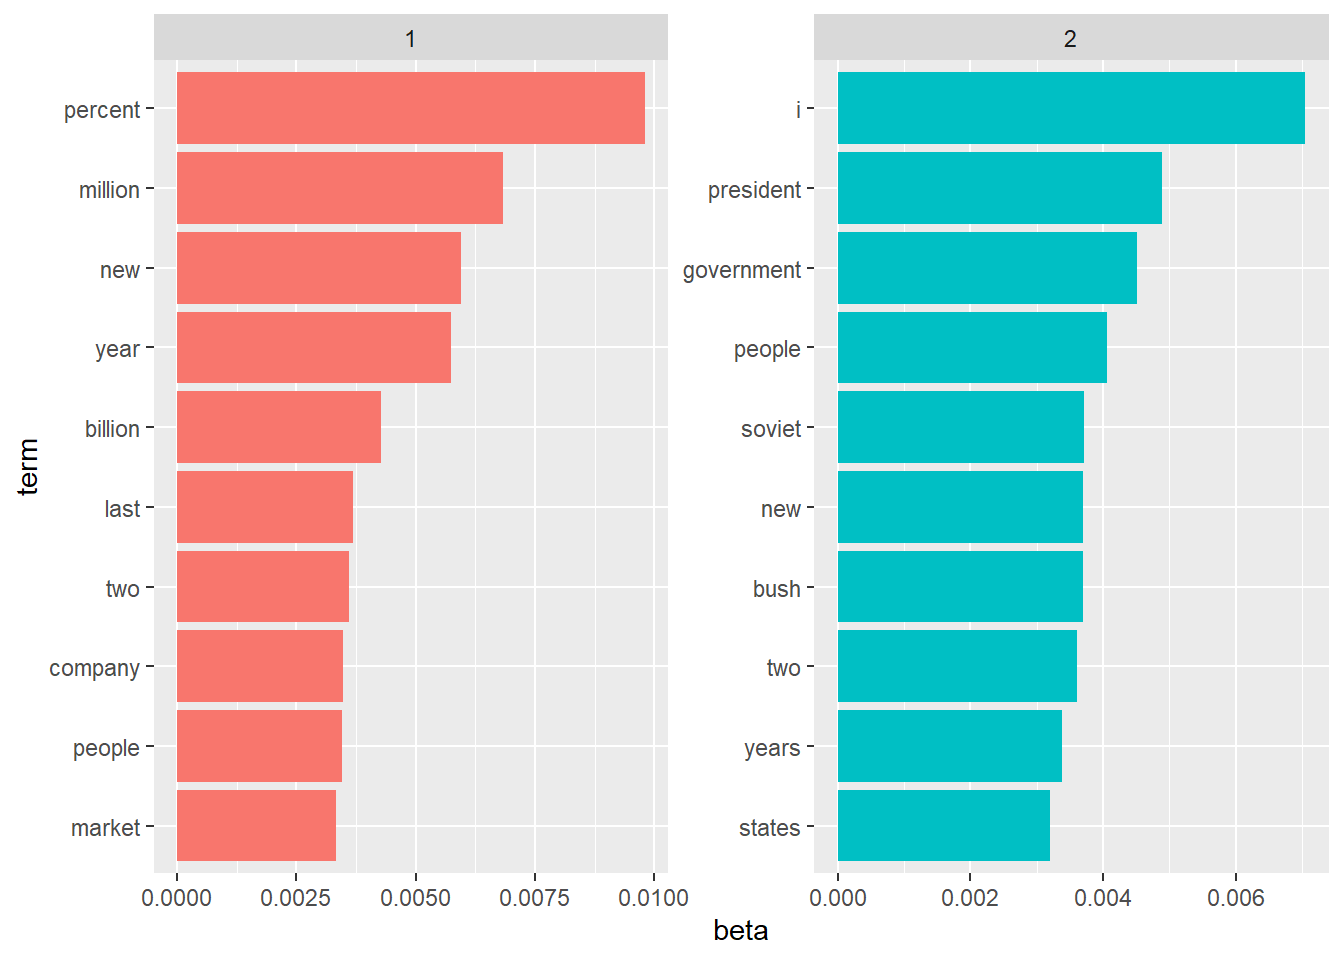 1
percent
million
new
year
billion
last
two
company
people
market
0.0000 0.0025 0.0050 0.0075 0.0100
2
i
president
government
people
soviet
new
bush
two
years
states
0.000 0.002 0.004 0.006
term
beta